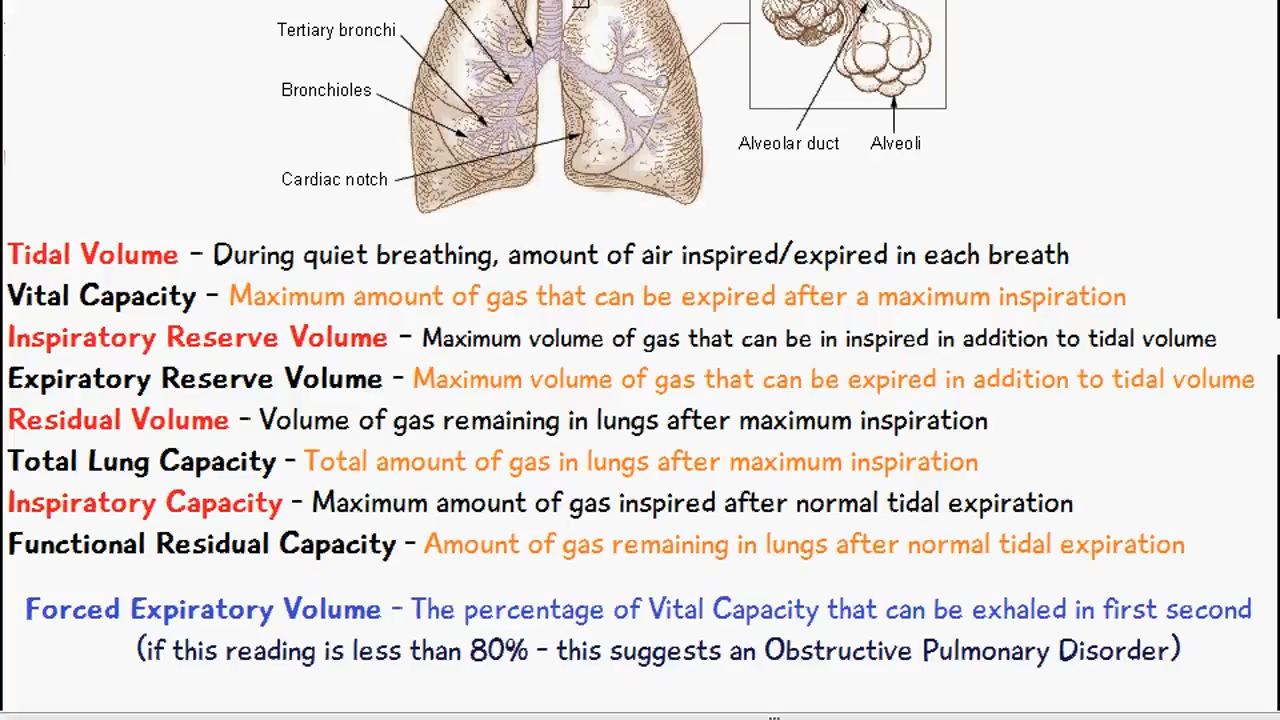 Tertiary bronchi
Bronchioles
Cardiac notch
Alveolar duct
Alveoli
Tidal Volume - During quiet breathing, amount of air inspired/expired in each breath
Vital Capacity - Maximum amount of gas that can be expired after a maximum inspiration
Inspiratory Reserve Volume - Maximum volume of gas that can be in inspired in addition to tidal volume
Expiratory Reserve Volume - Maximum volume of gas that can be expired in addition to tidal volume
Residual Volume - Volume of gas remaining in lungs after maximum inspiration
Total Lung Capacity - Total amount of gas in lungs after maximum inspiration
Inspiratory Capacity - Maximum amount of gas inspired after normal tidal expiration
Functional Residual Capacity - Amount of gas remaining in lungs after normal tidal expiration
Forced Expiratory Volume - The percentage of Vital Capacity that can be exhaled in first second
(if this reading is less than 80% - this suggests an Obstructive Pulmonary Disorder)